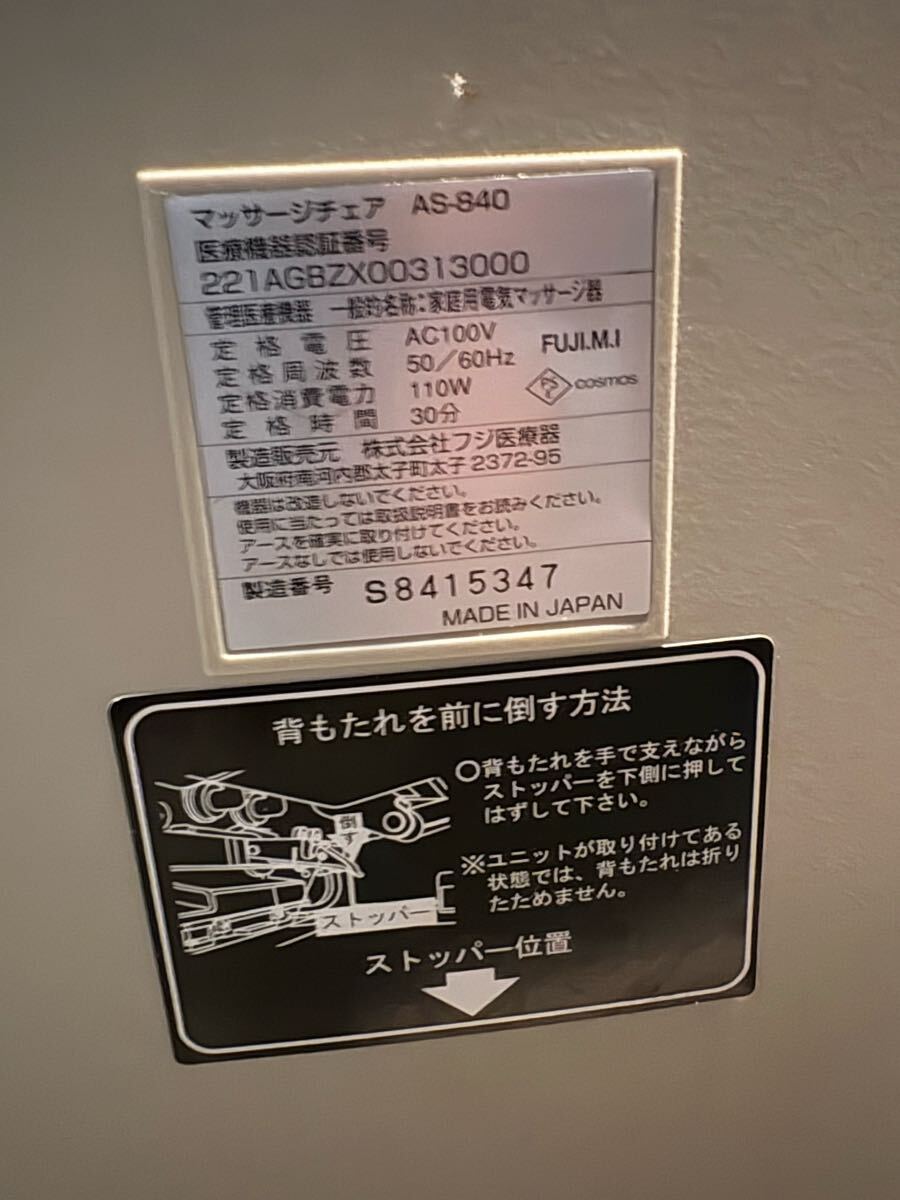 マッサージチェア AS-840
医療機器認証番号
221AGBZX00313000
管理医療機器 一般的名称:家庭用電気マッサージ器
定格電圧 AC100V
定格周波数 50/60Hz
定格消費電力 110W
定格時間 30分
FUJI.M.I
PS
E
cosmos
製造販売元 株式会社フジ医療器
大阪府南河内郡太子町太子2372-95
機器は改造しないでください。
使用に当たっては取扱説明書をお読みください。
アースを確実に取り付けてください。
アースなしでは使用しないでください。
製造番号 S8415347
MADE IN JAPAN
背もたれを前に倒す方法
○背もたれを手で支えながら
ストッパーを下側に押して
はずして下さい。
※ユニットが取り付けてある
状態では、背もたれは折り
たためません。
倒す
ストッパー
ストッパー位置